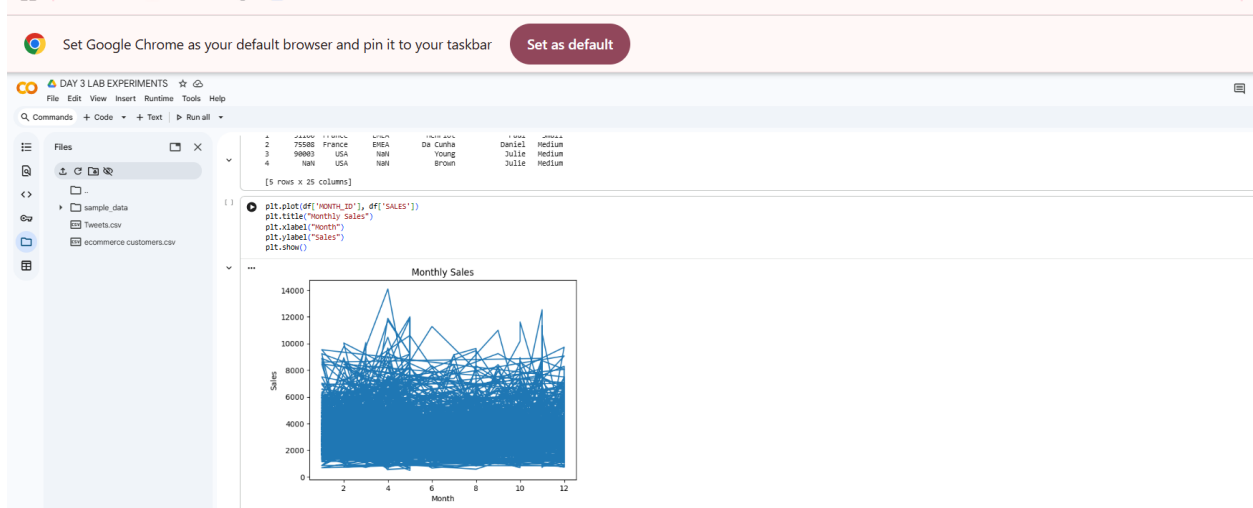 Set Google Chrome as your default browser and pin it to your taskbar Set as default
DAY 3 LAB EXPERIMENTS
File Edit View Insert Runtime Tools Help
Commands + Code + Text Run all
Files
..
sample_data
Tweets.csv
ecommerce customers.csv
2 75508 France EMEA Da Cunha Daniel Medium
3 90003 USA NaN Young Julie Medium
4 NaN USA NaN Brown Julie Medium
[5 rows x 25 columns]
[ ]
plt.plot(df['MONTH_ID'], df['SALES'])
plt.title("Monthly Sales")
plt.xlabel("Month")
plt.ylabel("Sales")
plt.show()
...
Monthly Sales
14000
12000
10000
8000
6000
4000
2000
0
Sales
2 4 6 8 10 12
Month